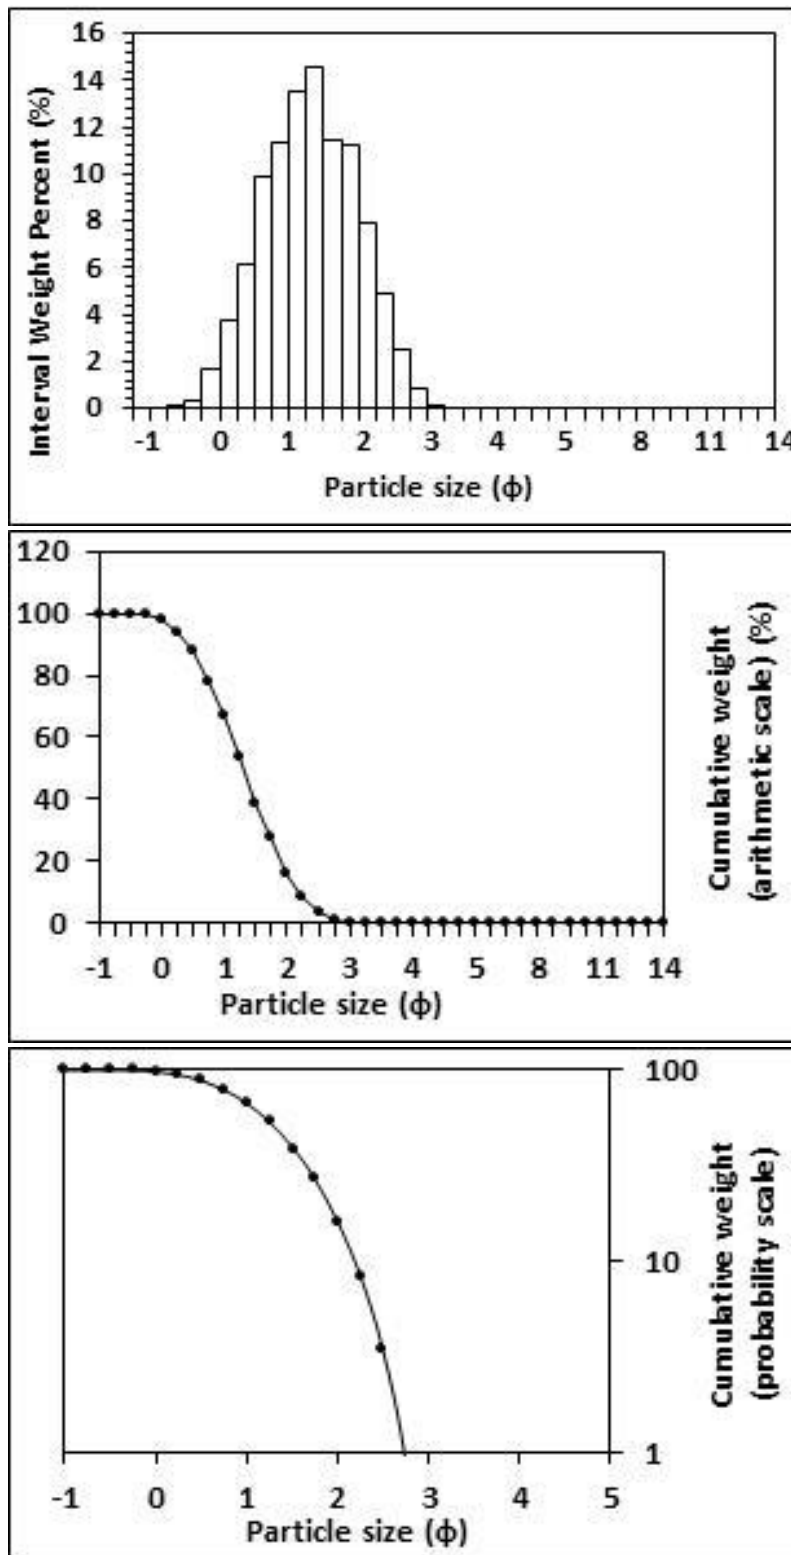 16
14
12
10
8
6
4
2
0
Interval Weight Percent (%)
-1 0 1 2 3 4 5 8 11 14
Particle size (ϕ)
120
100
80
60
40
20
0
Cumulative weight
(arithmetic scale) (%)
-1 0 1 2 3 4 5 8 11 14
Particle size (ϕ)
100
10
1
Cumulative weight
(probability scale)
-1 0 1 2 3 4 5
Particle size (ϕ)